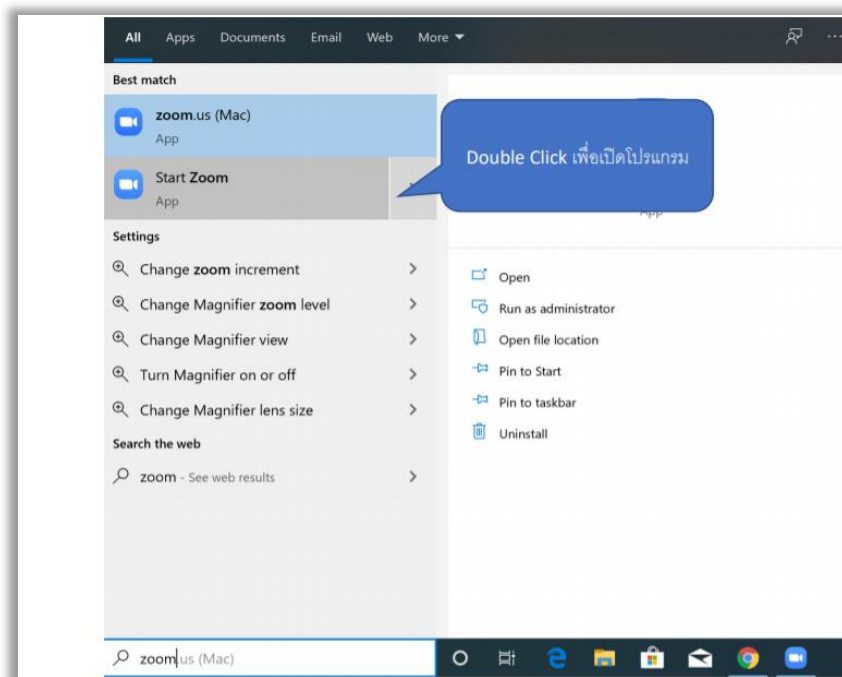 All Apps Documents Email Web More
Best match
zoom.us (Mac)
App
Start Zoom
App
Double Click เพื่อเปิดโปรแกรม
App
Settings
Change zoom increment
Change Magnifier zoom level
Change Magnifier view
Turn Magnifier on or off
Change Magnifier lens size
Search the web
zoom - See web results
Open
Run as administrator
Open file location
Pin to Start
Pin to taskbar
Uninstall
zoom.us (Mac)